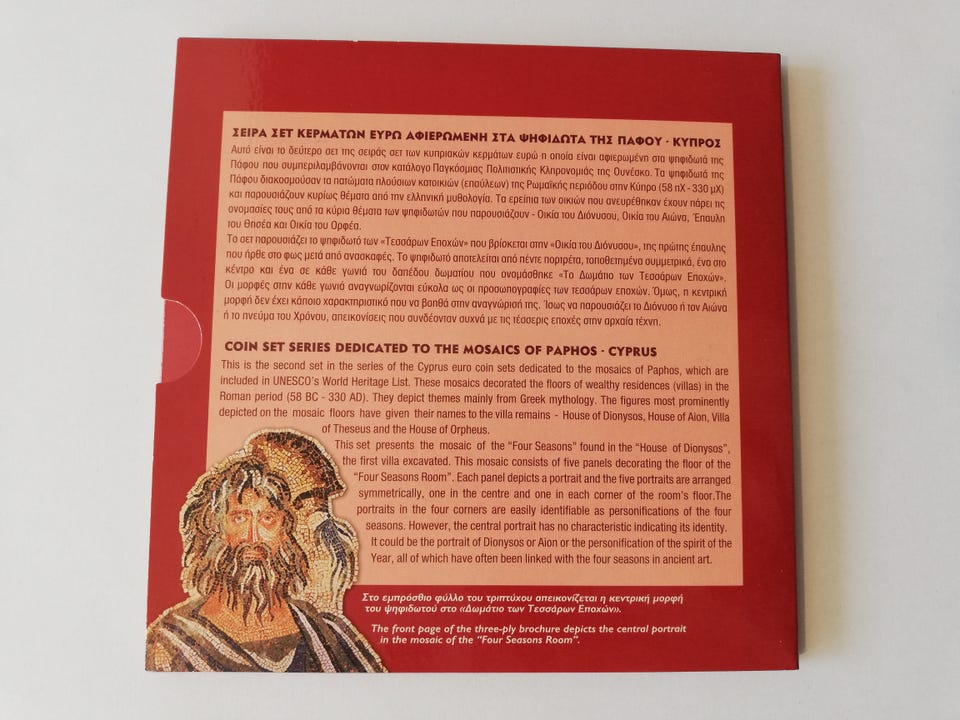 ΣΕΙΡΑ ΣΕΤ ΚΕΡΜΑΤΩΝ ΕΥΡΩ ΑΦΙΕΡΩΜΕΝΗ ΣΤΑ ΨΗΦΙΔΩΤΑ ΤΗΣ ΠΑΦΟΥ · ΚΥΠΡΟΣ
Αυτό είναι το δεύτερο σετ της σειράς σετ των κυπριακών κερμάτων ευρώ η οποία είναι αφιερωμένη στα ψηφιδωτά της
Πάφου που συμπεριλαμβάνονται στον κατάλογο Παγκόσμιας Πολιτιστικής Κληρονομιάς της Ουνέσκο. Τα ψηφιδωτά της
Πάφου διακοσμούσαν τα πατώματα πλούσιων κατοικιών (επαύλεων) της Ρωμαϊκής περιόδου στην Κύπρο (58 πΧ - 330 μΧ)
και παρουσιάζουν κυρίως θέματα από την ελληνική μυθολογία. Τα ερείπια των οικιών που ανευρέθηκαν έχουν πάρει τις
ονομασίες τους από τα κύρια θέματα των ψηφιδωτών που παρουσιάζουν - Οικία του Διόνυσου, Οικία του Αιώνα, Έπαυλη
του Θησέα και Οικία του Ορφέα.
Το σετ παρουσιάζει το ψηφιδωτό των «Τεσσάρων Εποχών» που βρίσκεται στην «Οικία του Διόνυσου», της πρώτης έπαυλης
που ήρθε στο φως μετά από ανασκαφές. Το ψηφιδωτό αποτελείται από πέντε πορτρέτα, τοποθετημένα συμμετρικά, ένα στο
κέντρο και ένα σε κάθε γωνιά του δαπέδου δωματίου που ονομάσθηκε «Το Δωμάτιο των Τεσσάρων Εποχών».
Οι μορφές στην κάθε γωνιά αναγνωρίζονται εύκολα ως οι προσωπογραφίες των τεσσάρων εποχών. Όμως, η κεντρική
μορφή δεν έχει κάποιο χαρακτηριστικό που να βοηθά στην αναγνώρισή της. Ίσως να παρουσιάζει το Διόνυσο ή τον Αιώνα
ή το πνεύμα του Χρόνου, απεικονίσεις που συνδέονταν συχνά με τις τέσσερις εποχές στην αρχαία τέχνη.
COIN SET SERIES DEDICATED TO THE MOSAICS OF PAPHOS · CYPRUS
This is the second set in the series of the Cyprus euro coin sets dedicated to the mosaics of Paphos, which are
included in UNESCO's World Heritage List. These mosaics decorated the floors of wealthy residences (villas) in the
Roman period (58 BC - 330 AD). They depict themes mainly from Greek mythology. The figures most prominently
depicted on the mosaic floors have given their names to the villa remains - House of Dionysos, House of Aion, Villa
of Theseus and the House of Orpheus.
This set presents the mosaic of the "Four Seasons" found in the "House of Dionysos",
the first villa excavated. This mosaic consists of five panels decorating the floor of the
"Four Seasons Room". Each panel depicts a portrait and the five portraits are arranged
symmetrically, one in the centre and one in each corner of the room's floor.The
portraits in the four corners are easily identifiable as personifications of the four
seasons. However, the central portrait has no characteristic indicating its identity.
It could be the portrait of Dionysos or Aion or the personification of the spirit of the
Year, all of which have often been linked with the four seasons in ancient art.
Στο εμπρόσθιο φύλλο του τριπτύχου απεικονίζεται η κεντρική μορφή
του ψηφιδωτού στο «Δωμάτιο των Τεσσάρων Εποχών».
The front page of the three-ply brochure depicts the central portrait
in the mosaic of the "Four Seasons Room".